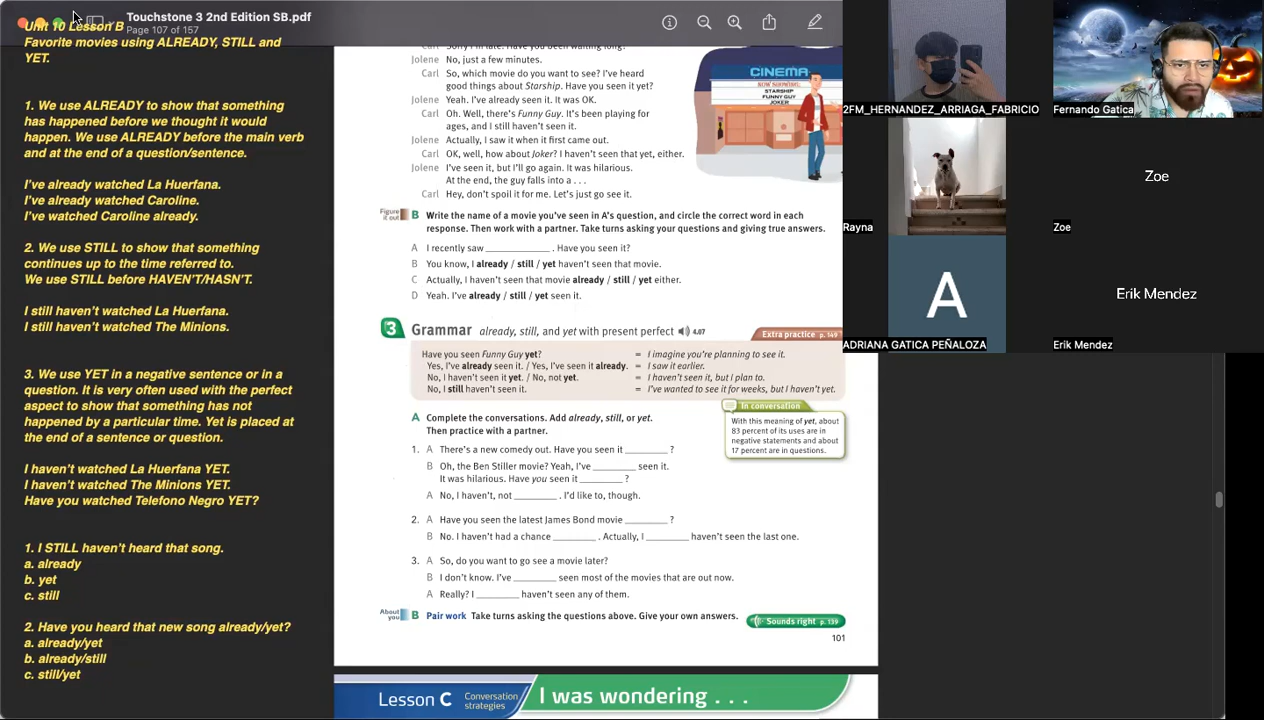 Touchstone 3 2nd Edition SB.pdf
Page 107 of 157
Unit 10 Lesson B
Favorite movies using ALREADY, STILL and
YET.
1. We use ALREADY to show that something
has happened before we thought it would
happen. We use ALREADY before the main verb
and at the end of a question/sentence.
I've already watched La Huerfana.
I've already watched Caroline.
I've watched Caroline already.
2. We use STILL to show that something
continues up to the time referred to.
We use STILL before HAVEN'T/HASN'T.
I still haven't watched La Huerfana.
I still haven't watched The Minions.
3. We use YET in a negative sentence or in a
question. It is very often used with the perfect
aspect to show that something has not
happened by a particular time. Yet is placed at
the end of a sentence or question.
I haven't watched La Huerfana YET.
I haven't watched The Minions YET.
Have you watched Telefono Negro YET?
1. I STILL haven't heard that song.
a. already
b. yet
c. still
2. Have you heard that new song already/yet?
a. already/yet
b. already/still
c. still/yet
Carl Sorry I'm late. Have you been waiting long?
Jolene No, just a few minutes.
Carl So, which movie do you want to see? I've heard
good things about Starship. Have you seen it yet?
Jolene Yeah. I've already seen it. It was OK.
Carl Oh. Well, there's Funny Guy. It's been playing for
ages, and I still haven't seen it.
Jolene Actually, I saw it when it first came out.
Carl OK, well, how about Joker? I haven't seen that yet, either.
Jolene I've seen it, but I'll go again. It was hilarious.
At the end, the guy falls into a . . .
Carl Hey, don't spoil it for me. Let's just go see it.
CINEMA
NOW SHOWING
STARSHIP
FUNNY GUY
JOKER
Figure it out
B Write the name of a movie you've seen in A's question, and circle the correct word in each
response. Then work with a partner. Take turns asking your questions and giving true answers.
A I recently saw ____________ . Have you seen it?
B You know, I already / still / yet haven't seen that movie.
C Actually, I haven't seen that movie already / still / yet either.
D Yeah. I've already / still / yet seen it.
3 Grammar already, still, and yet with present perfect 4.07
Extra practice p. 149
Have you seen Funny Guy yet? = I imagine you're planning to see it.
Yes, I've already seen it. / Yes, I've seen it already. = I saw it earlier.
No, I haven't seen it yet. / No, not yet. = I haven't seen it, but I plan to.
No, I still haven't seen it. = I've wanted to see it for weeks, but I haven't yet.
A Complete the conversations. Add already, still, or yet.
Then practice with a partner.
In conversation
With this meaning of yet, about
83 percent of its uses are in
negative statements and about
17 percent are in questions.
1. A There's a new comedy out. Have you seen it ________ ?
B Oh, the Ben Stiller movie? Yeah, I've ________ seen it.
It was hilarious. Have you seen it ________ ?
A No, I haven't, not ________ . I'd like to, though.
2. A Have you seen the latest James Bond movie ________ ?
B No. I haven't had a chance ________ . Actually, I ________ haven't seen the last one.
3. A So, do you want to go see a movie later?
B I don't know. I've ________ seen most of the movies that are out now.
A Really? I ________ haven't seen any of them.
About you
B Pair work Take turns asking the questions above. Give your own answers.
Sounds right p. 139
101
Lesson C Conversation strategies
I was wondering . . .
2FM_HERNANDEZ_ARRIAGA_FABRICIO
Fernando Gatica
Rayna
Zoe
Zoe
A
ADRIANA GATICA PEÑALOZA
Erik Mendez
Erik Mendez